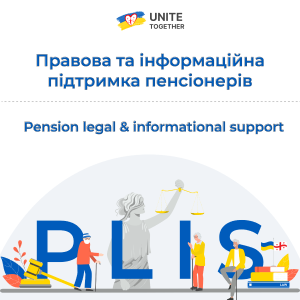 UNITE
TOGETHER
Правова та інформаційна
підтримка пенсіонерів
Pension legal & informational support
PLIS